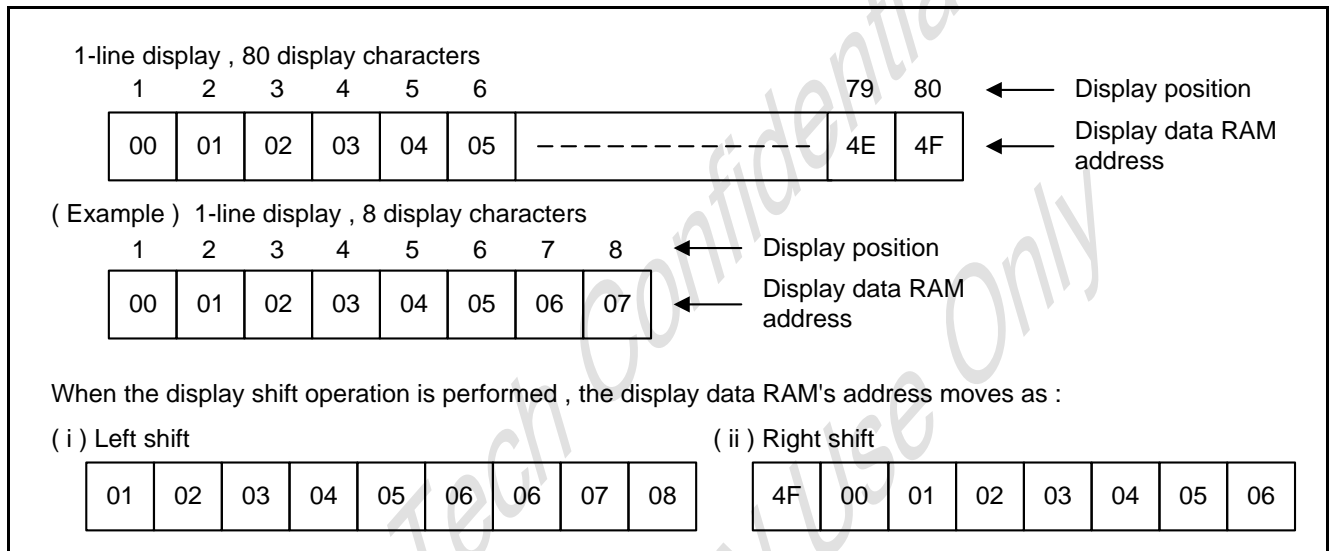 1-line display , 80 display characters
1 2 3 4 5 6 79 80 Display position
00 01 02 03 04 05 4E 4F Display data RAM address
( Example ) 1-line display , 8 display characters
1 2 3 4 5 6 7 8 Display position
00 01 02 03 04 05 06 07 Display data RAM address
When the display shift operation is performed , the display data RAM's address moves as :
( i ) Left shift ( ii ) Right shift
01 02 03 04 05 06 06 07 08 4F 00 01 02 03 04 05 06
Tech Confidential
Use Only